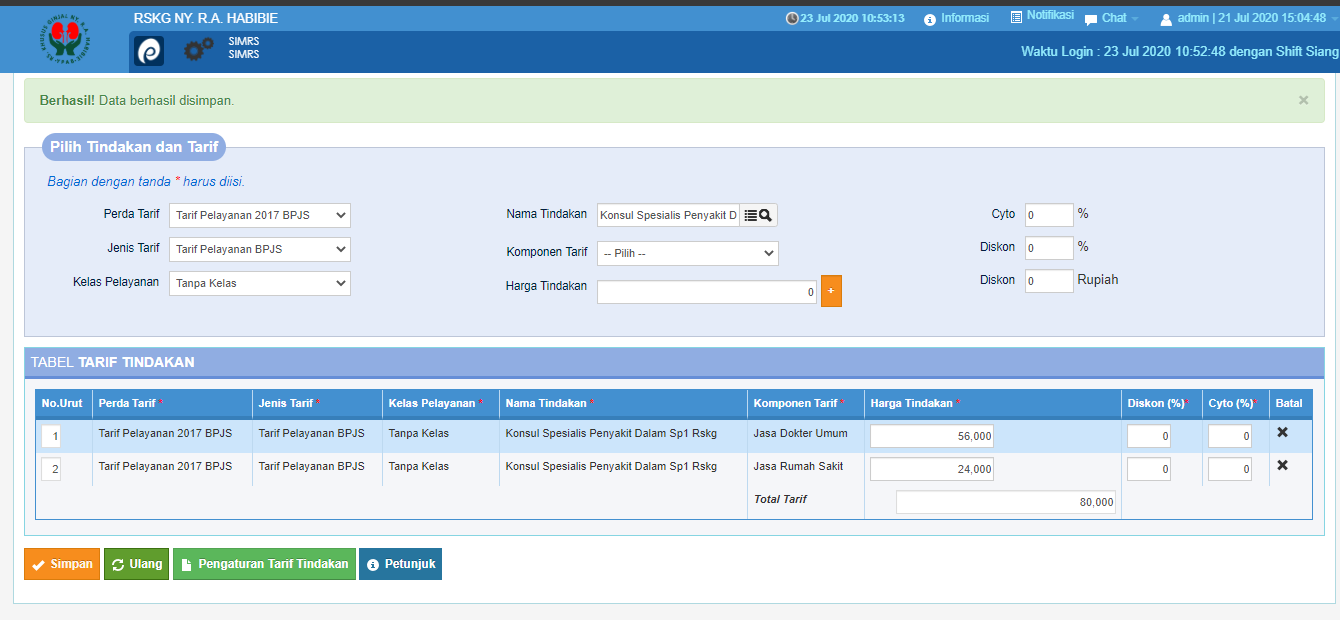 RSKG NY. R.A. HABIBIE
23 Jul 2020 10:53:13
Informasi
Notifikasi
Chat
admin | 21 Jul 2020 15:04:48
SIMRS
SIMRS
Waktu Login : 23 Jul 2020 10:52:48 dengan Shift Siang
Berhasil! Data berhasil disimpan. ×
Pilih Tindakan dan Tarif
Bagian dengan tanda * harus diisi.
Perda Tarif Tarif Pelayanan 2017 BPJS
Nama Tindakan Konsul Spesialis Penyakit D
Cyto 0 %
Jenis Tarif Tarif Pelayanan BPJS
Komponen Tarif -- Pilih --
Diskon 0 %
Kelas Pelayanan Tanpa Kelas
Harga Tindakan 0 +
Diskon 0 Rupiah
TABEL TARIF TINDAKAN
No.Urut Perda Tarif * Jenis Tarif * Kelas Pelayanan * Nama Tindakan * Komponen Tarif * Harga Tindakan * Diskon (%)* Cyto (%)* Batal
1 Tarif Pelayanan 2017 BPJS Tarif Pelayanan BPJS Tanpa Kelas Konsul Spesialis Penyakit Dalam Sp1 Rskg Jasa Dokter Umum 56,000 0 0
2 Tarif Pelayanan 2017 BPJS Tarif Pelayanan BPJS Tanpa Kelas Konsul Spesialis Penyakit Dalam Sp1 Rskg Jasa Rumah Sakit 24,000 0 0
Total Tarif 80,000
Simpan
Ulang
Pengaturan Tarif Tindakan
Petunjuk